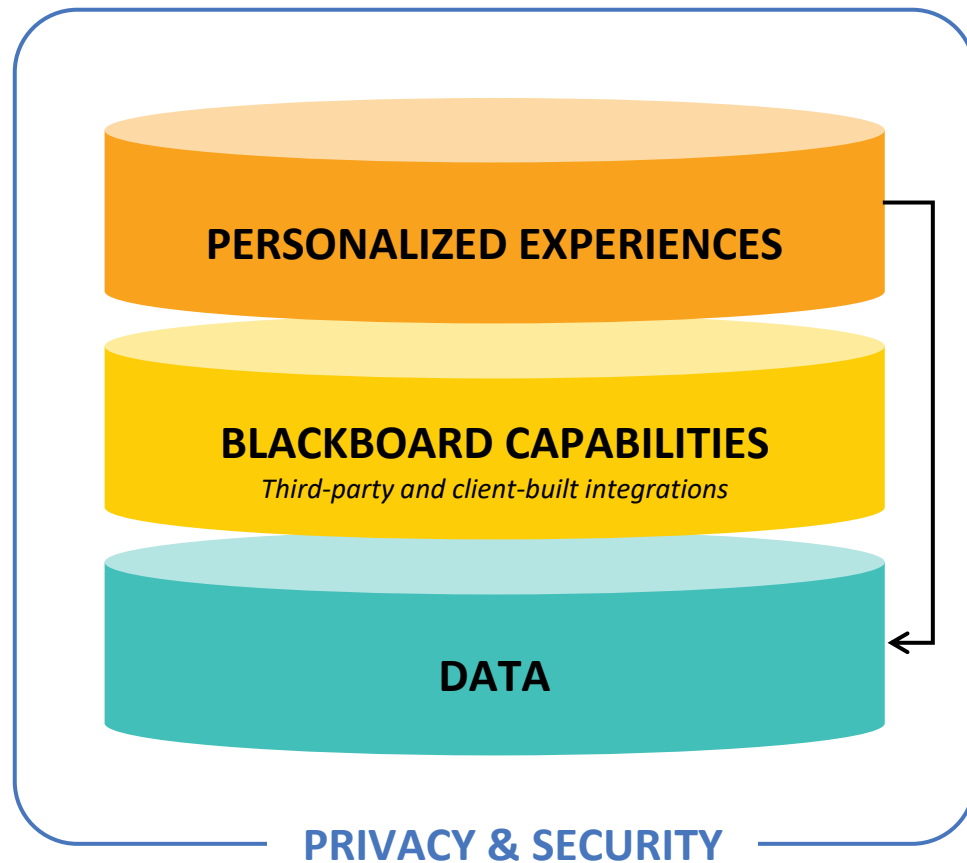 PERSONALIZED EXPERIENCES
BLACKBOARD CAPABILITIES
Third-party and client-built integrations
DATA
PRIVACY & SECURITY